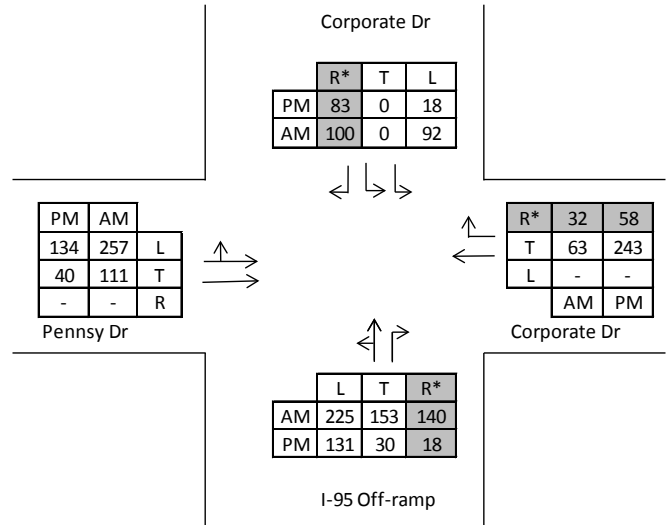 Corporate Dr
R* T L
PM 83 0 18
AM 100 0 92
PM AM
134 257 L
40 111 T
- - R
Pennsy Dr
R* 32 58
T 63 243
L - -
AM PM
Corporate Dr
L T R*
AM 225 153 140
PM 131 30 18
I-95 Off-ramp